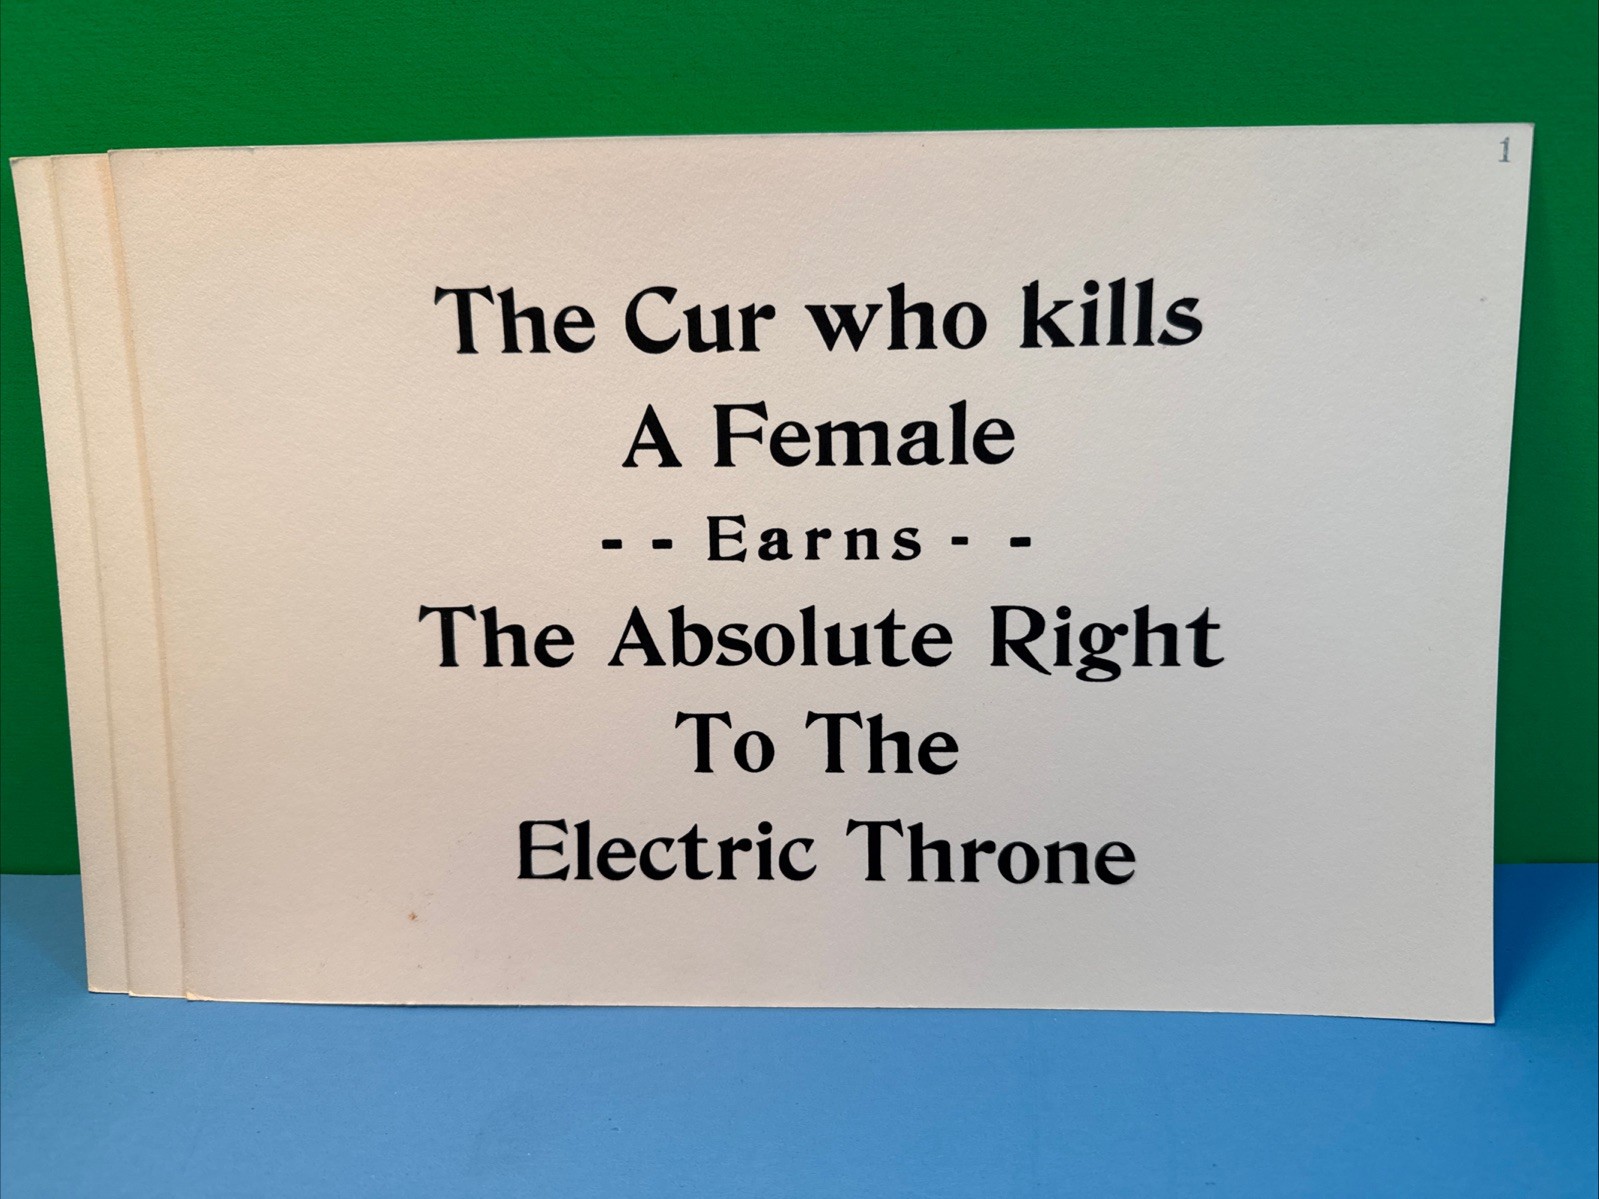 1
The Cur who kills
A Female
- - Earns - -
The Absolute Right
To The
Electric Throne